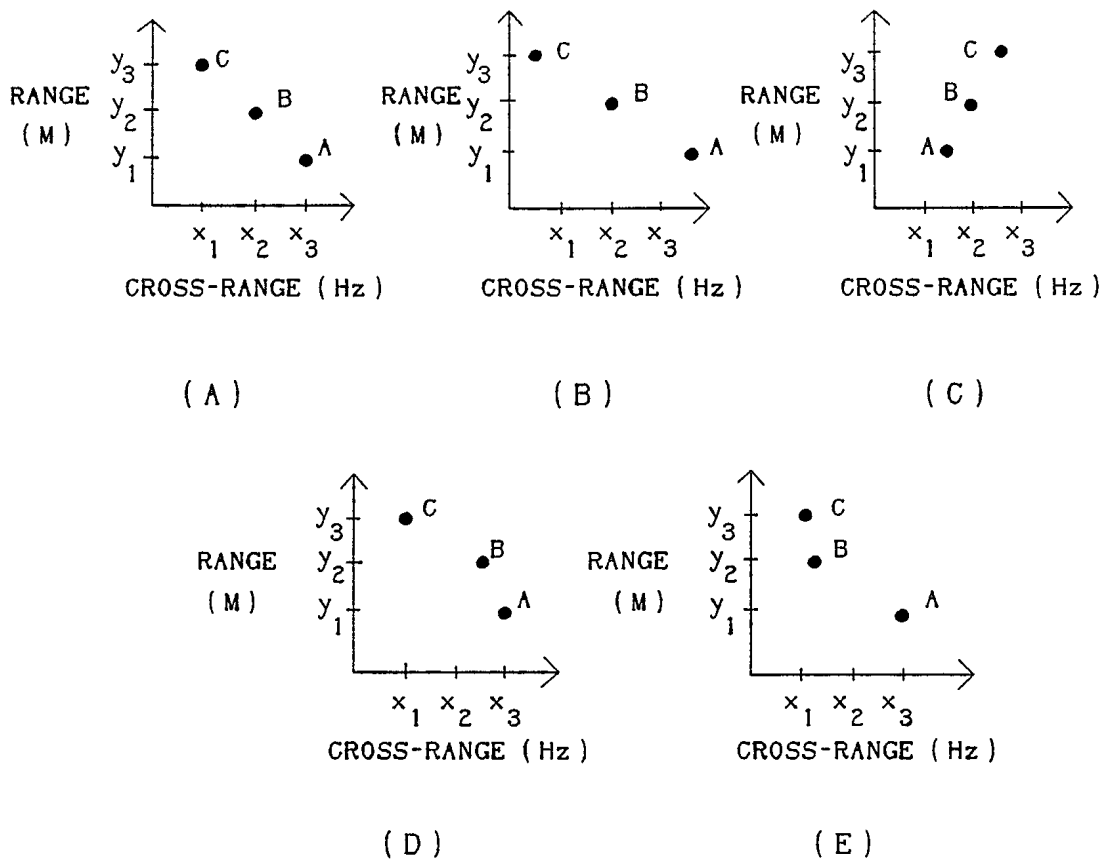 C
y3
B
RANGE
y2
(M)
A
y1
x1 x2 x3
CROSS-RANGE (Hz)
(A)
C
y3
B
RANGE
y2
(M)
A
y1
x1 x2 x3
CROSS-RANGE (Hz)
(B)
C
y3
B
RANGE
y2
(M)
A
y1
x1 x2 x3
CROSS-RANGE (Hz)
(C)
C
y3
B
RANGE
y2
(M)
A
y1
x1 x2 x3
CROSS-RANGE (Hz)
(D)
C
y3
B
RANGE
y2
(M)
A
y1
x1 x2 x3
CROSS-RANGE (Hz)
(E)